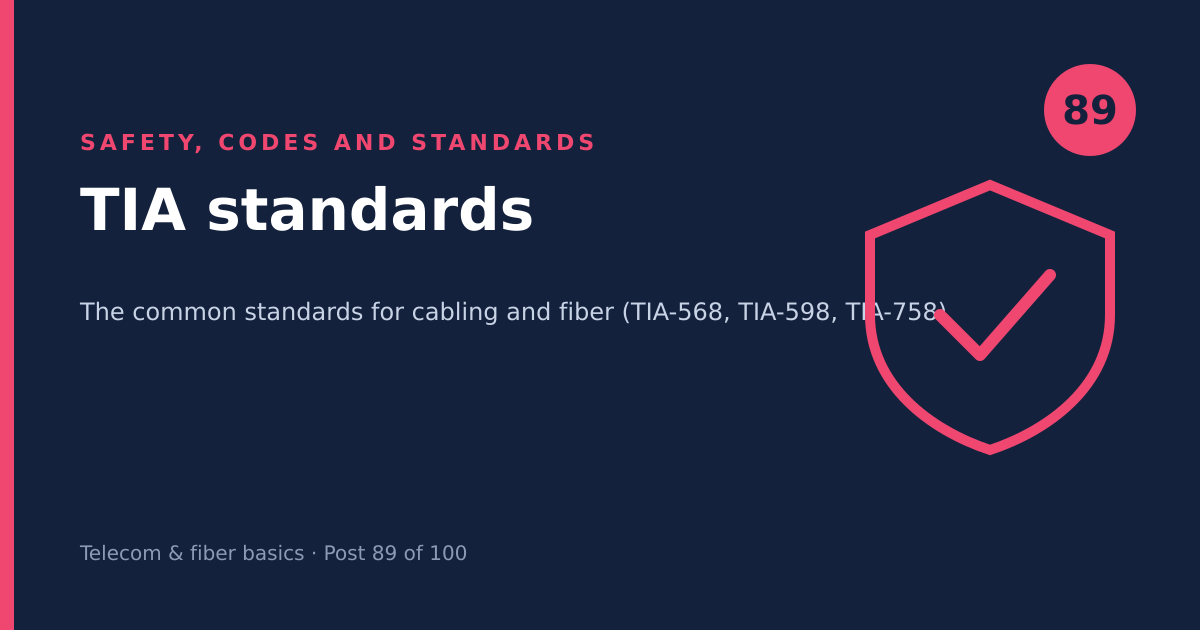 89
SAFETY, CODES AND STANDARDS
TIA standards
The common standards for cabling and fiber (TIA-568, TIA-598, TIA-758)
Telecom & fiber basics · Post 89 of 100